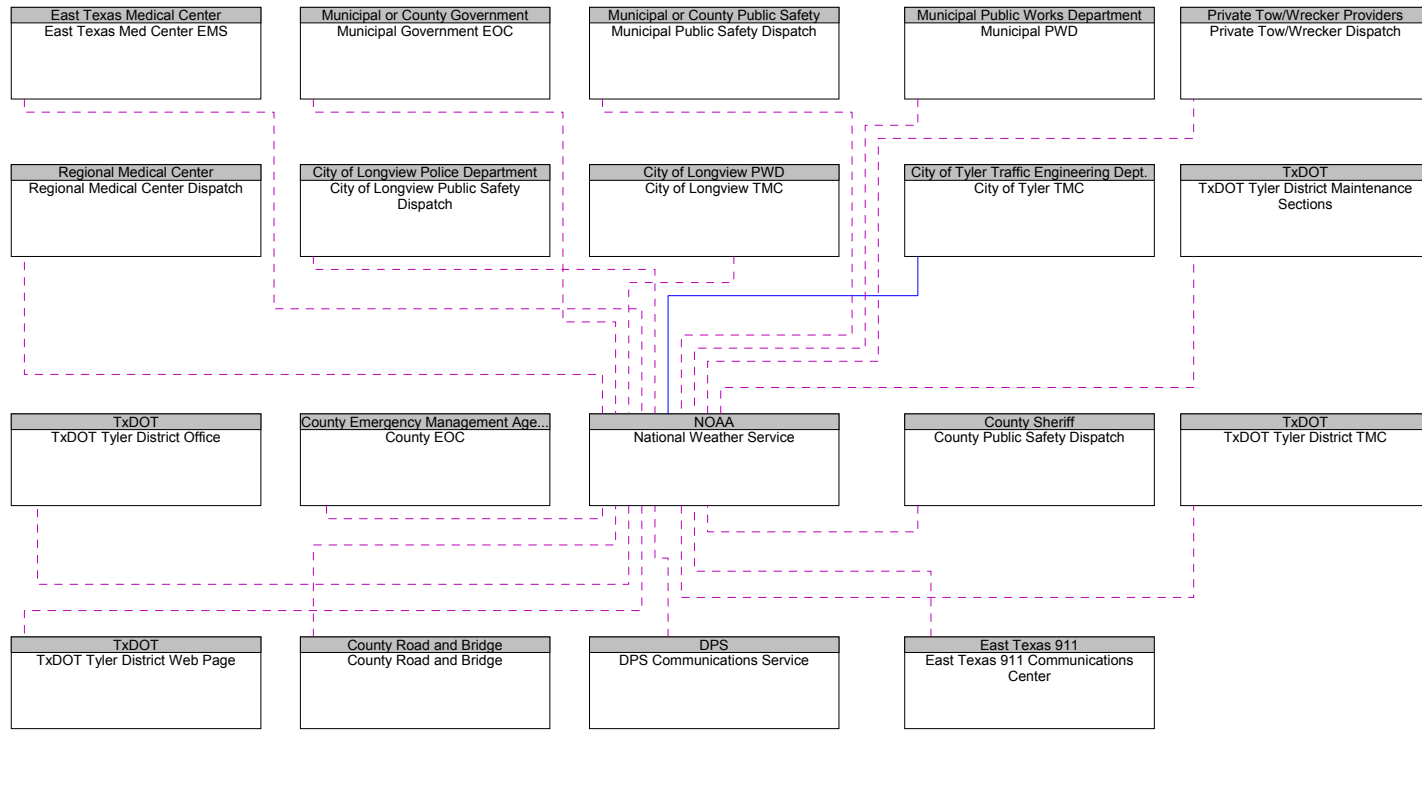 East Texas Medical Center
East Texas Med Center EMS
Municipal or County Government
Municipal Government EOC
Municipal or County Public Safety
Municipal Public Safety Dispatch
Municipal Public Works Department
Municipal PWD
Private Tow/Wrecker Providers
Private Tow/Wrecker Dispatch
Regional Medical Center
Regional Medical Center Dispatch
City of Longview Police Department
City of Longview Public Safety
Dispatch
City of Longview PWD
City of Longview TMC
City of Tyler Traffic Engineering Dept.
City of Tyler TMC
TxDOT
TxDOT Tyler District Maintenance
Sections
TxDOT
TxDOT Tyler District Office
County Emergency Management Age...
County EOC
NOAA
National Weather Service
County Sheriff
County Public Safety Dispatch
TxDOT
TxDOT Tyler District TMC
TxDOT
TxDOT Tyler District Web Page
County Road and Bridge
County Road and Bridge
DPS
DPS Communications Service
East Texas 911
East Texas 911 Communications
Center